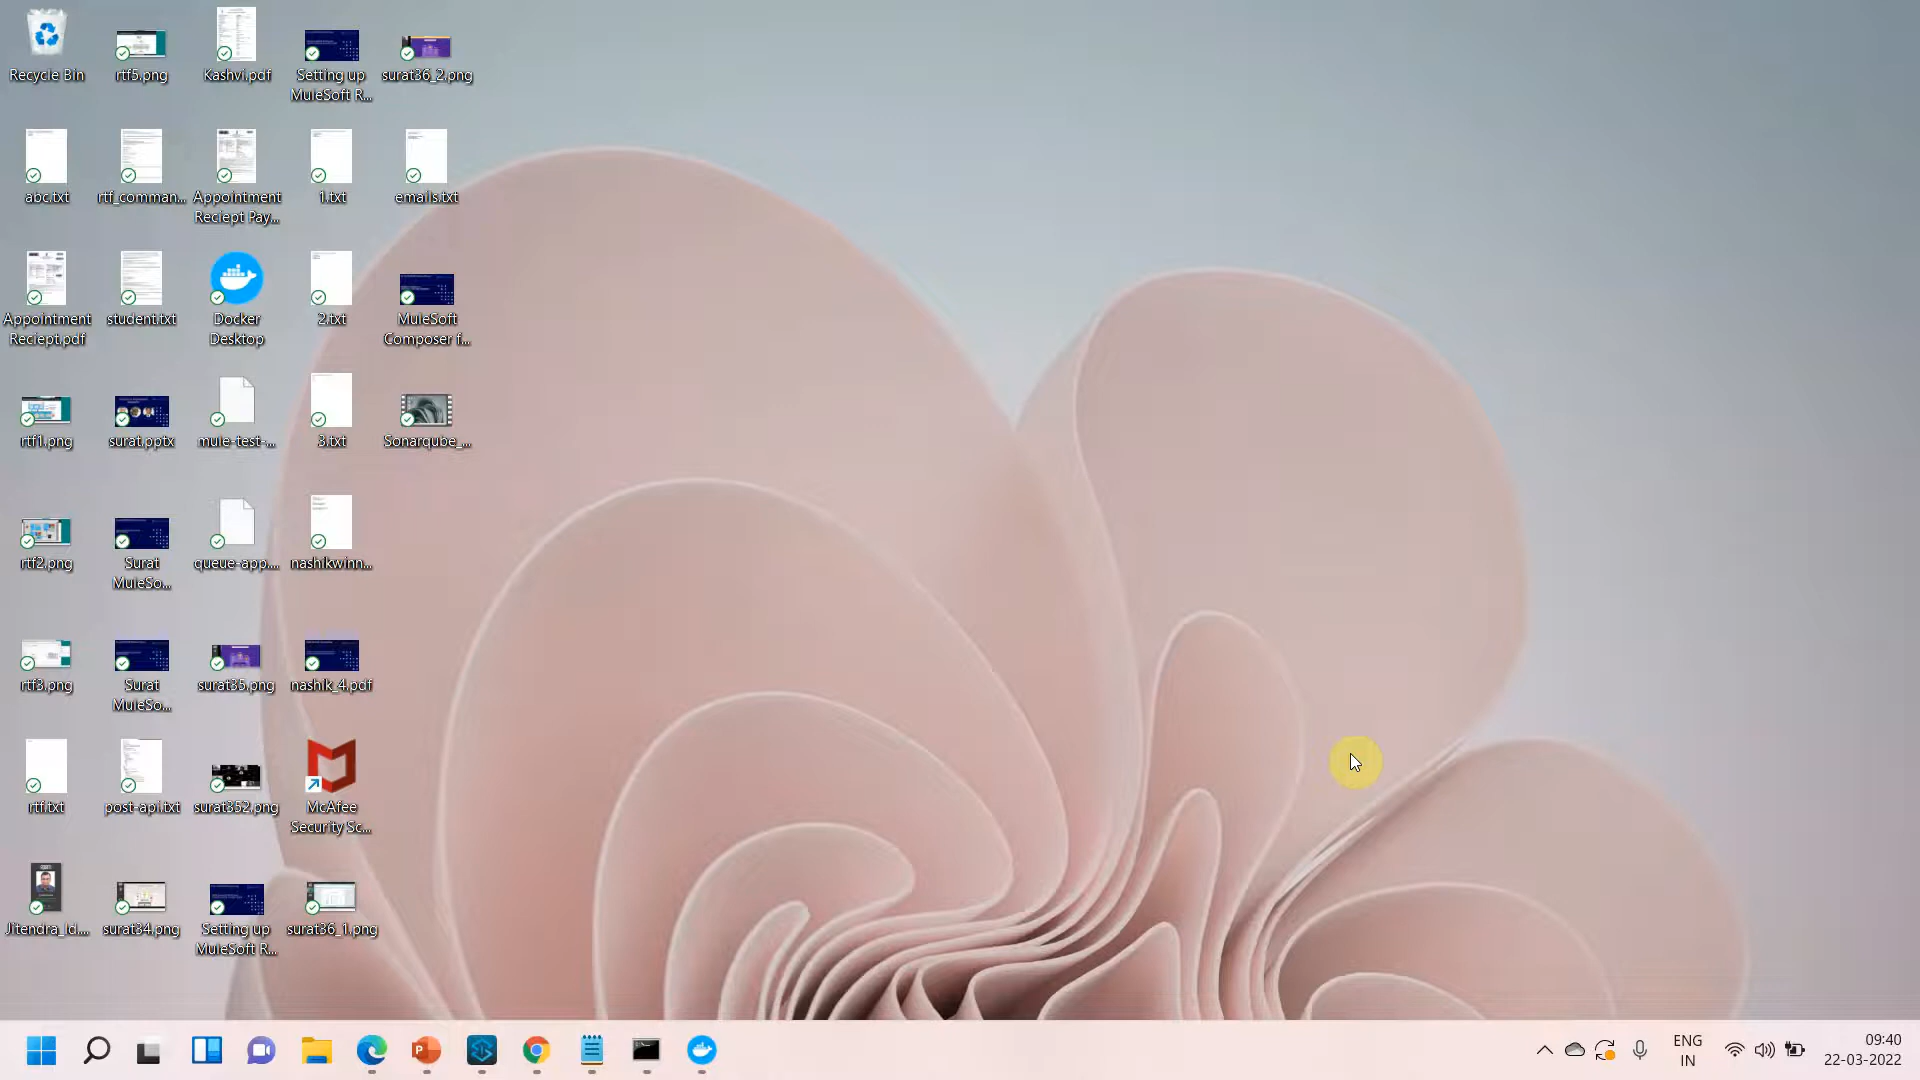 Recycle Bin
rtf5.png
Kashvi.pdf
Setting up
MuleSoft R...
surat36_2.png
abc.txt
rtf_comman...
Appointment
Reciept Pay...
1.txt
emails.txt
Appointment
Reciept.pdf
student.txt
Docker
Desktop
2.txt
MuleSoft
Composer f...
rtf1.png
surat.pptx
mule-test-...
3.txt
Sonarqube_...
rtf2.png
Surat
MuleSo...
queue-app....
nashikwinn...
rtf3.png
Surat
MuleSo...
surat35.png
nashik_4.pdf
rtf.txt
post-api.txt
surat352.png
McAfee
Security Sc...
Jitendra_Id....
surat34.png
Setting up
MuleSoft R...
surat36_1.png
ENG
IN
09:40
22-03-2022